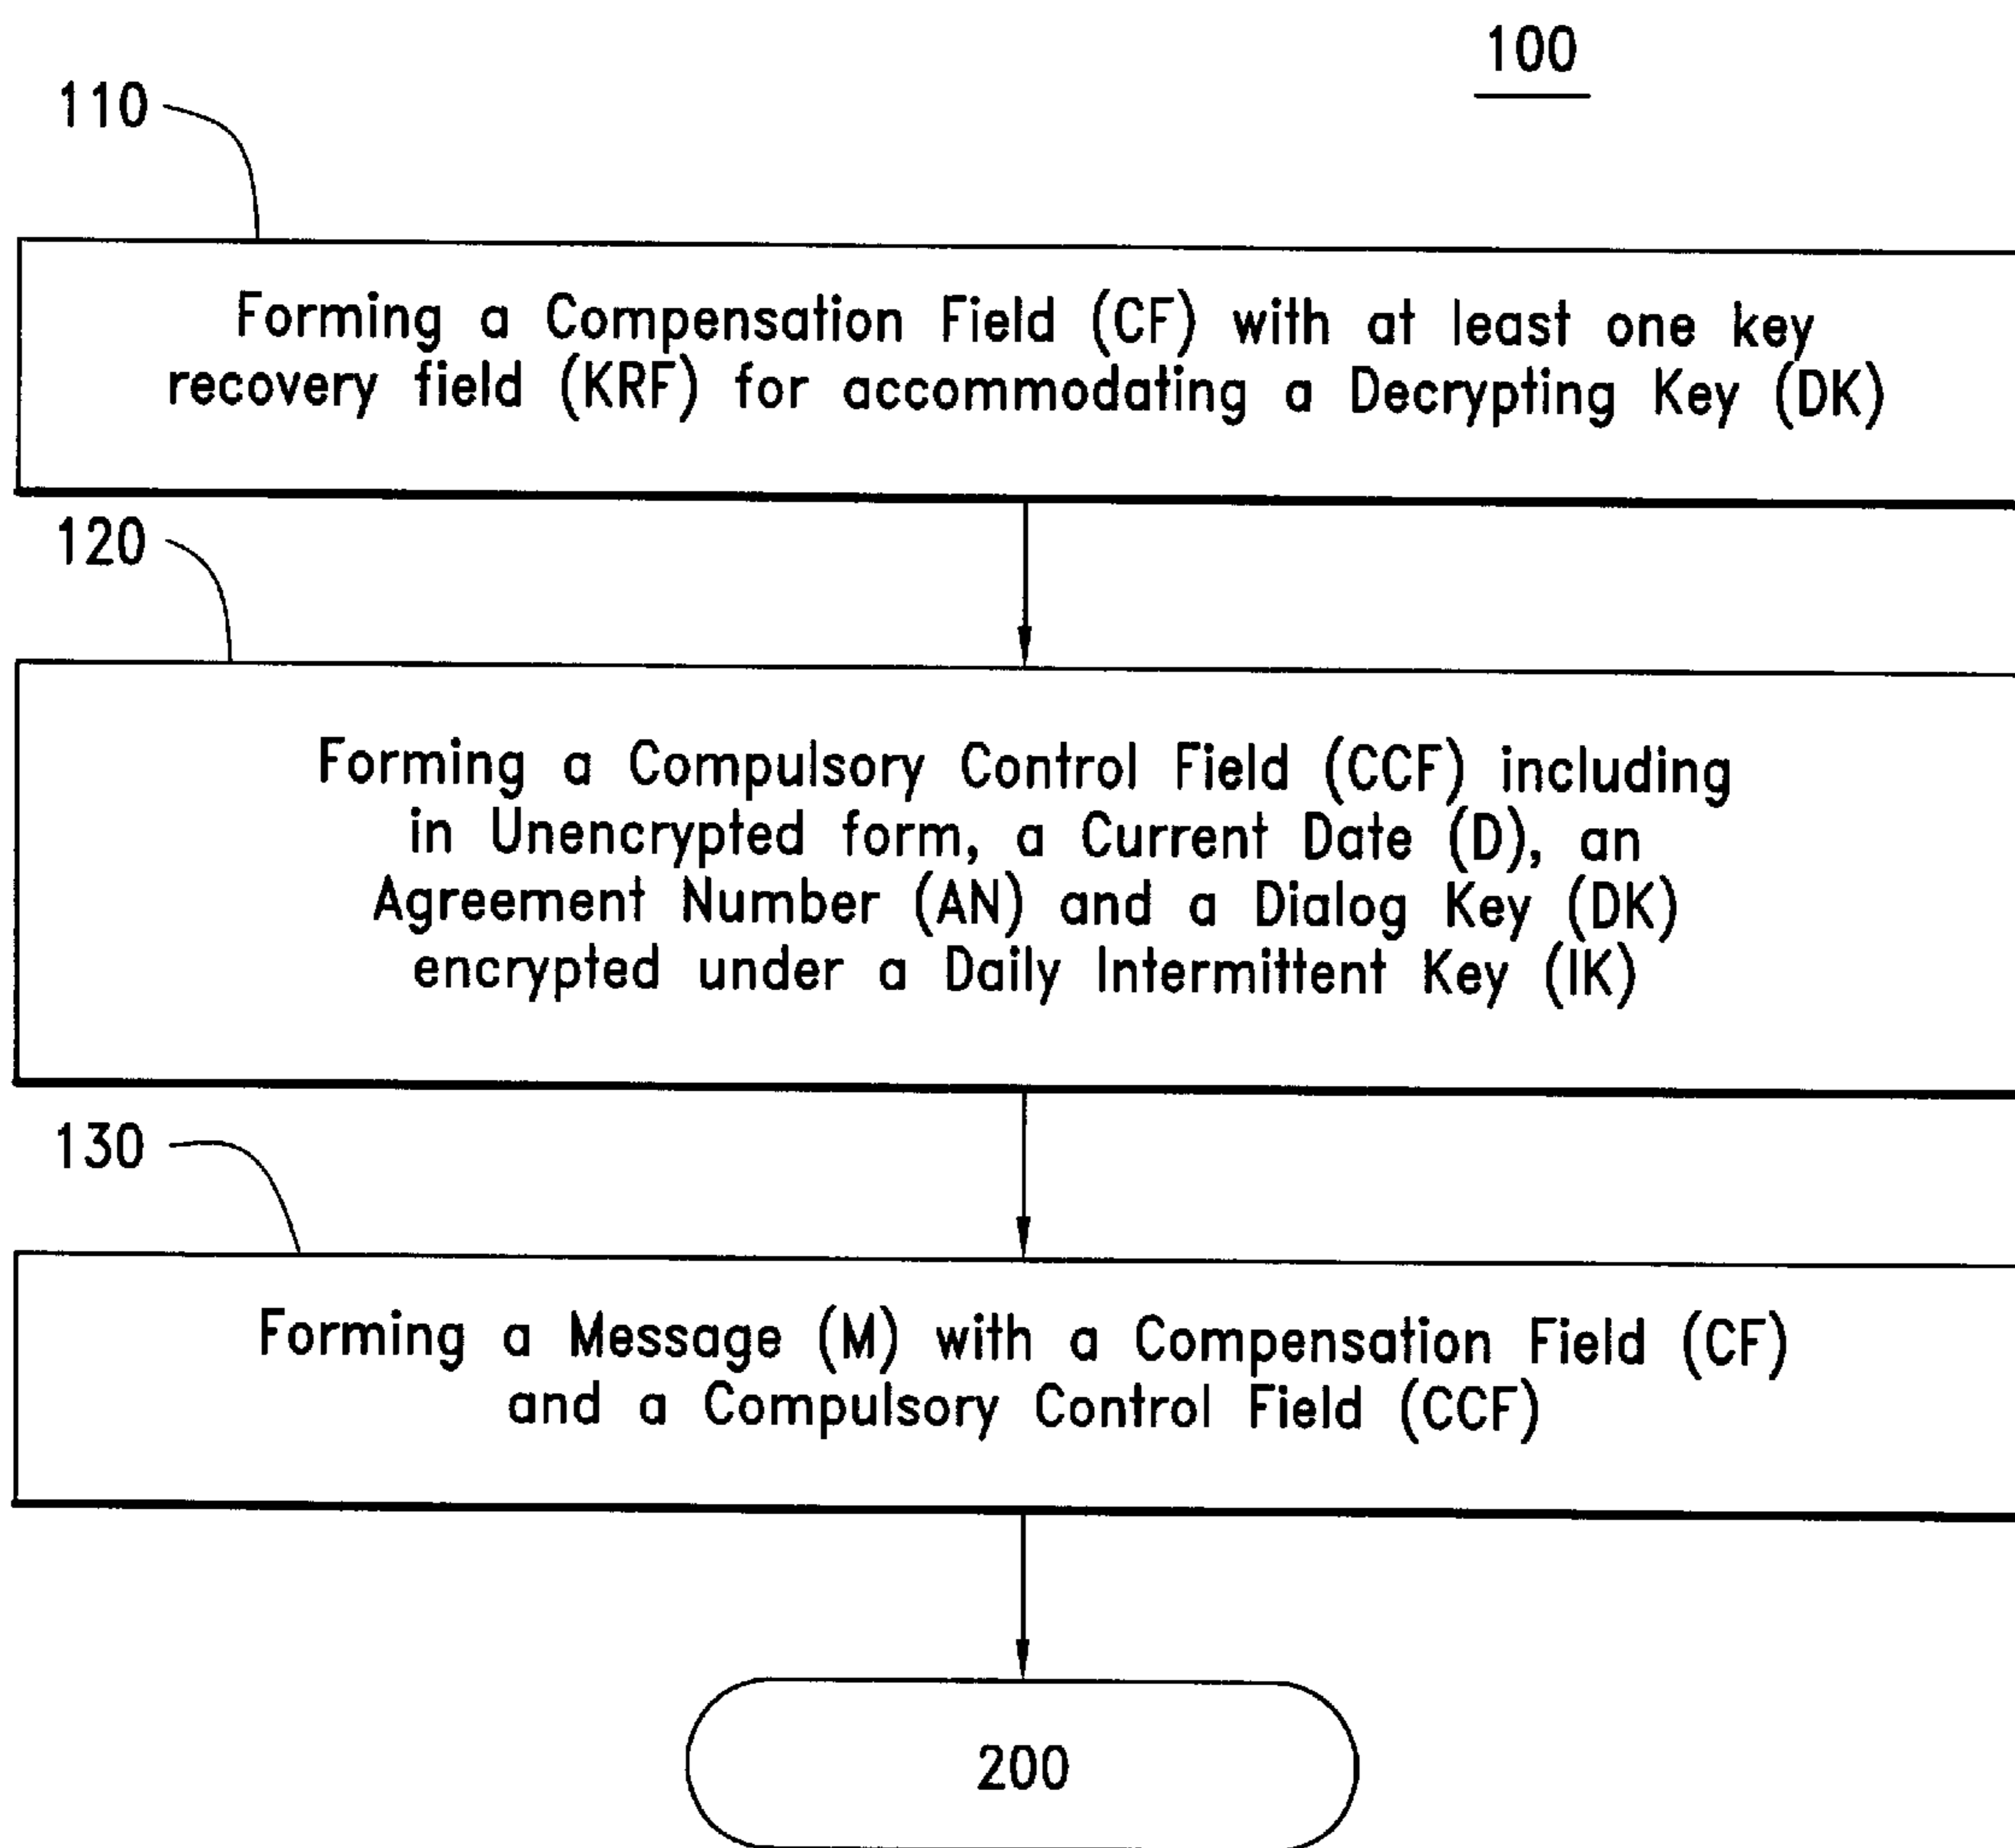 100
110
Forming a Compensation Field (CF) with at least one key
recovery field (KRF) for accommodating a Decrypting Key (DK)
120
Forming a Compulsory Control Field (CCF) including
in Unencrypted form, a Current Date (D), an
Agreement Number (AN) and a Dialog Key (DK)
encrypted under a Daily Intermittent Key (IK)
130
Forming a Message (M) with a Compensation Field (CF)
and a Compulsory Control Field (CCF)
200